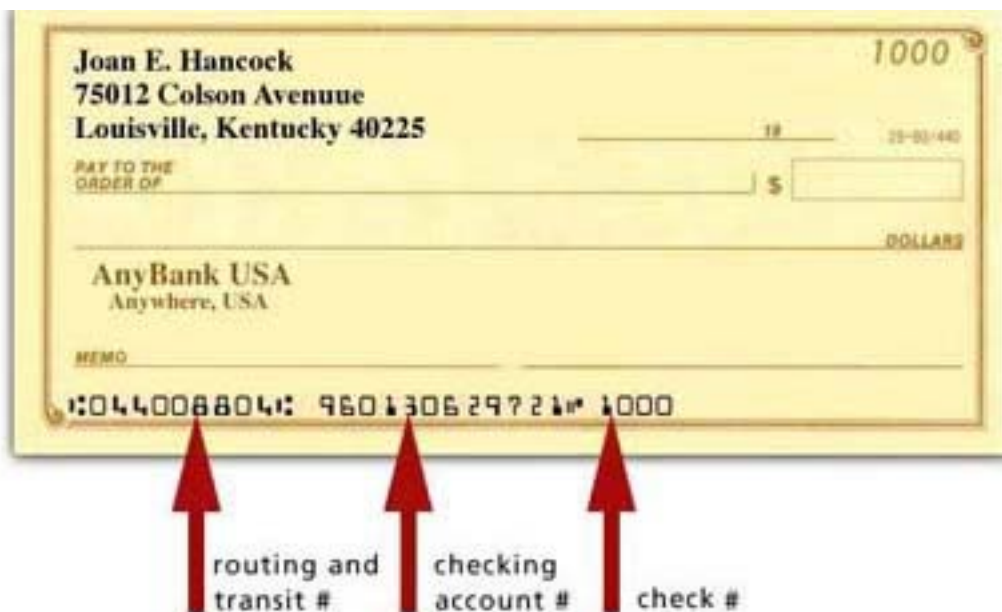 Joan E. Hancock
1000
75012 Colson Avenuue
Louisville, Kentucky 40225
19
PAY TO THE
ORDER OF
$
DOLLARS
AnyBank USA
Anywhere, USA
MEMO
⑆044008804⑆ 960130629721⑈ 1000
routing and
transit #
checking
account #
check #